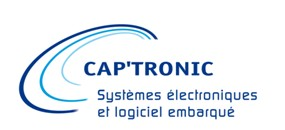 CAP'TRONIC
Systèmes électroniques
et logiciel embarqué